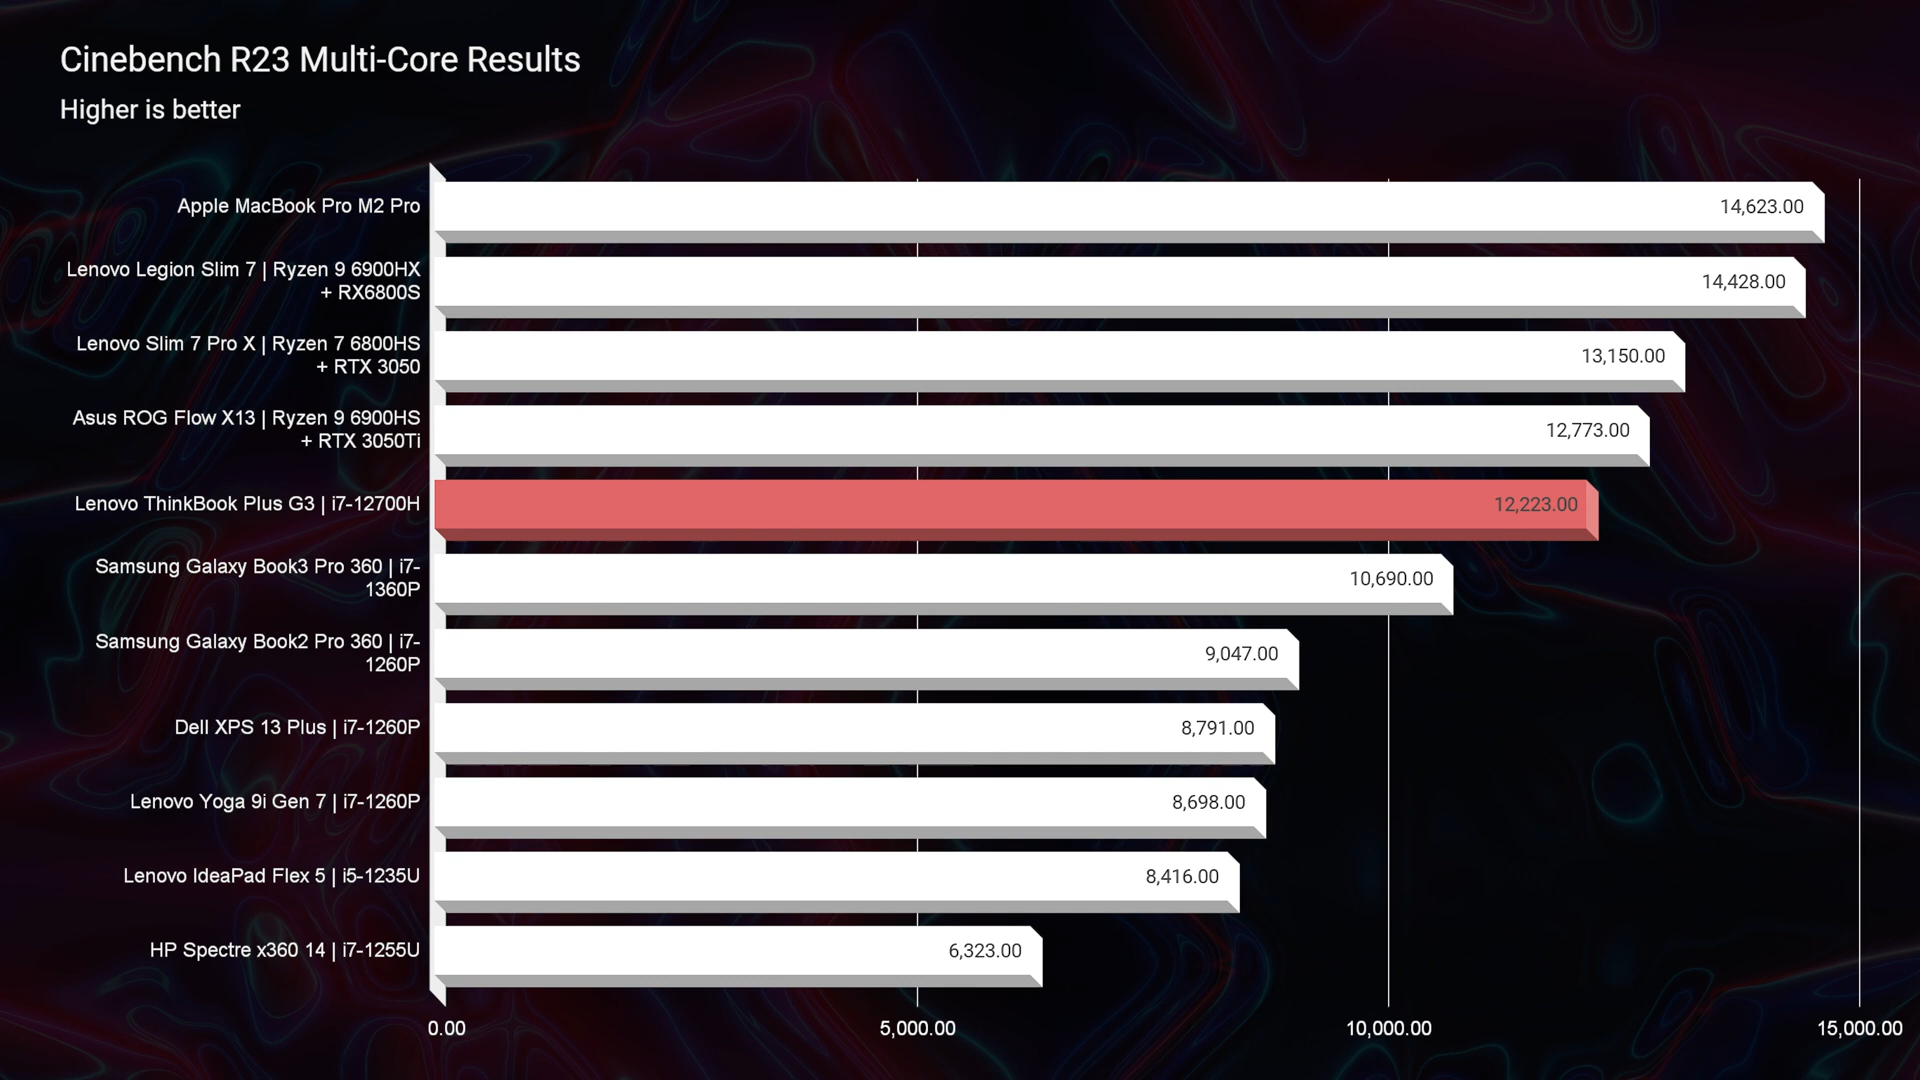 Cinebench R23 Multi-Core Results
Higher is better
Apple MacBook Pro M2 Pro
14,623.00
Lenovo Legion Slim 7 | Ryzen 9 6900HX
+ RX6800S
14,428.00
Lenovo Slim 7 Pro X | Ryzen 7 6800HS
+ RTX 3050
13,150.00
Asus ROG Flow X13 | Ryzen 9 6900HS
+ RTX 3050Ti
12,773.00
Lenovo ThinkBook Plus G3 | i7-12700H
12,223.00
Samsung Galaxy Book3 Pro 360 | i7-
1360P
10,690.00
Samsung Galaxy Book2 Pro 360 | i7-
1260P
9,047.00
Dell XPS 13 Plus | i7-1260P
8,791.00
Lenovo Yoga 9i Gen 7 | i7-1260P
8,698.00
Lenovo IdeaPad Flex 5 | i5-1235U
8,416.00
HP Spectre x360 14 | i7-1255U
6,323.00
0.00
5,000.00
10,000.00
15,000.00